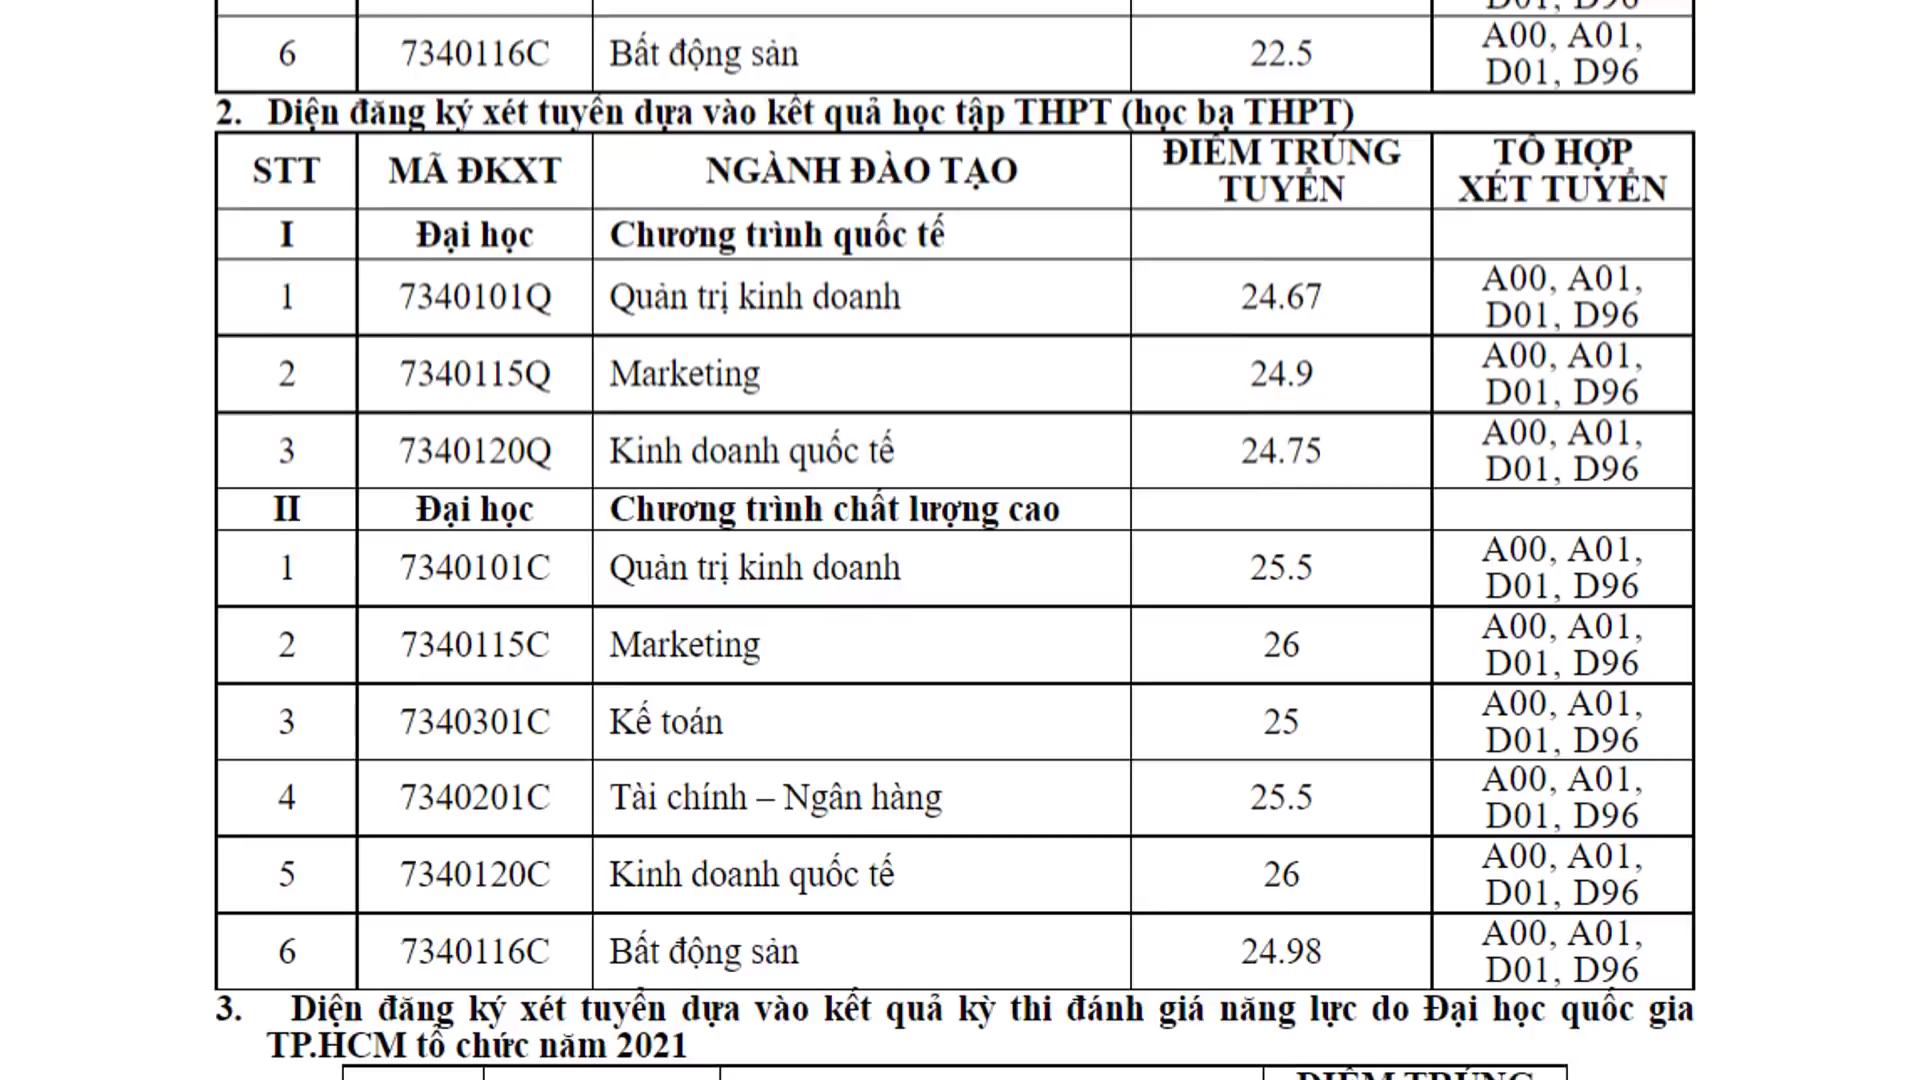 D01, D96
6 7340116C Bất động sản 22.5 A00, A01,
D01, D96
2. Diện đăng ký xét tuyển dựa vào kết quả học tập THPT (học bạ THPT)
STT MÃ ĐKXT NGÀNH ĐÀO TẠO ĐIỂM TRÚNG TUYỂN TỔ HỢP XÉT TUYỂN
I Đại học Chương trình quốc tế
1 7340101Q Quản trị kinh doanh 24.67 A00, A01,
D01, D96
2 7340115Q Marketing 24.9 A00, A01,
D01, D96
3 7340120Q Kinh doanh quốc tế 24.75 A00, A01,
D01, D96
II Đại học Chương trình chất lượng cao
1 7340101C Quản trị kinh doanh 25.5 A00, A01,
D01, D96
2 7340115C Marketing 26 A00, A01,
D01, D96
3 7340301C Kế toán 25 A00, A01,
D01, D96
4 7340201C Tài chính – Ngân hàng 25.5 A00, A01,
D01, D96
5 7340120C Kinh doanh quốc tế 26 A00, A01,
D01, D96
6 7340116C Bất động sản 24.98 A00, A01,
D01, D96
3. Diện đăng ký xét tuyển dựa vào kết quả kỳ thi đánh giá năng lực do Đại học quốc gia
TP.HCM tổ chức năm 2021
ĐIỂM TRÚNG